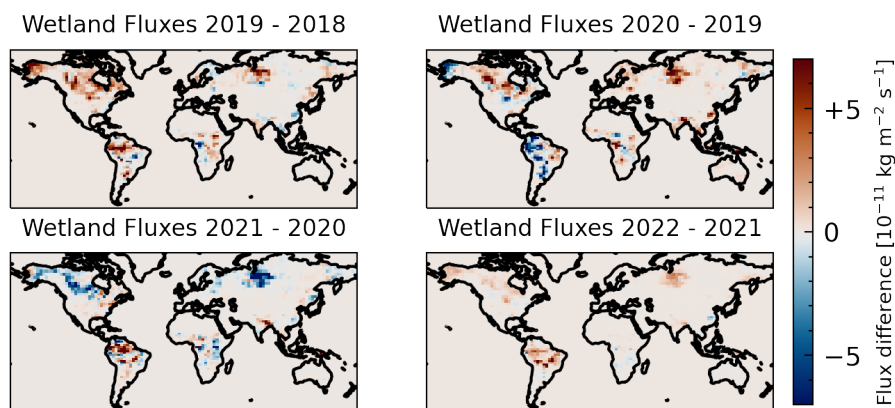 Wetland Fluxes 2019 - 2018
Wetland Fluxes 2020 - 2019
Wetland Fluxes 2021 - 2020
Wetland Fluxes 2022 - 2021
+5
0
−5
Flux difference [10⁻¹¹ kg m⁻² s⁻¹]